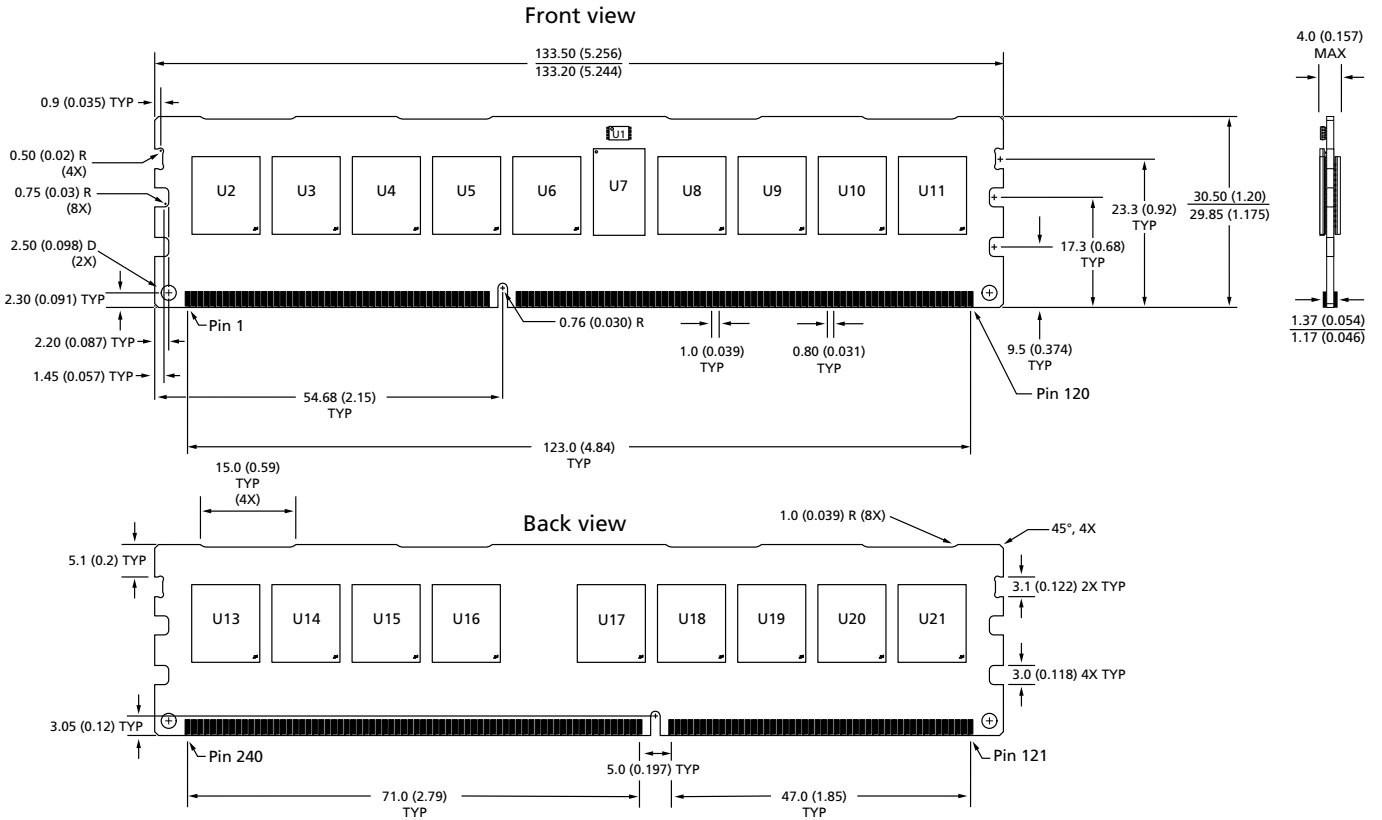 Front view
133.50 (5.256)
133.20 (5.244)
4.0 (0.157)
MAX
0.9 (0.035) TYP
0.50 (0.02) R
(4X)
0.75 (0.03) R
(8X)
2.50 (0.098) D
(2X)
2.30 (0.091) TYP
2.20 (0.087) TYP
1.45 (0.057) TYP
U1
U2
U3
U4
U5
U6
U7
U8
U9
U10
U11
23.3 (0.92)
TYP
30.50 (1.20)
29.85 (1.175)
17.3 (0.68)
TYP
Pin 1
0.76 (0.030) R
1.0 (0.039)
TYP
0.80 (0.031)
TYP
9.5 (0.374)
TYP
1.37 (0.054)
1.17 (0.046)
Pin 120
54.68 (2.15)
TYP
123.0 (4.84)
TYP
15.0 (0.59)
TYP
(4X)
Back view
1.0 (0.039) R (8X)
45°, 4X
5.1 (0.2) TYP
3.1 (0.122) 2X TYP
U13
U14
U15
U16
U17
U18
U19
U20
U21
3.0 (0.118) 4X TYP
3.05 (0.12) TYP
Pin 240
5.0 (0.197) TYP
Pin 121
71.0 (2.79)
TYP
47.0 (1.85)
TYP